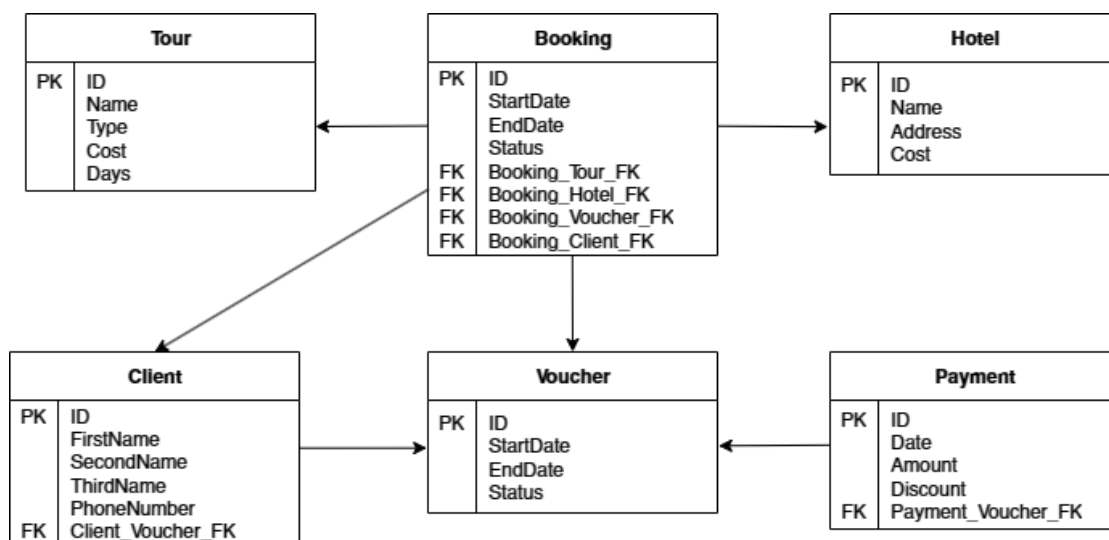 Tour
PK ID
Name
Type
Cost
Days
Booking
PK ID
StartDate
EndDate
Status
FK Booking_Tour_FK
FK Booking_Hotel_FK
FK Booking_Voucher_FK
FK Booking_Client_FK
Hotel
PK ID
Name
Address
Cost
Client
PK ID
FirstName
SecondName
ThirdName
PhoneNumber
FK Client_Voucher_FK
Voucher
PK ID
StartDate
EndDate
Status
Payment
PK ID
Date
Amount
Discount
FK Payment_Voucher_FK